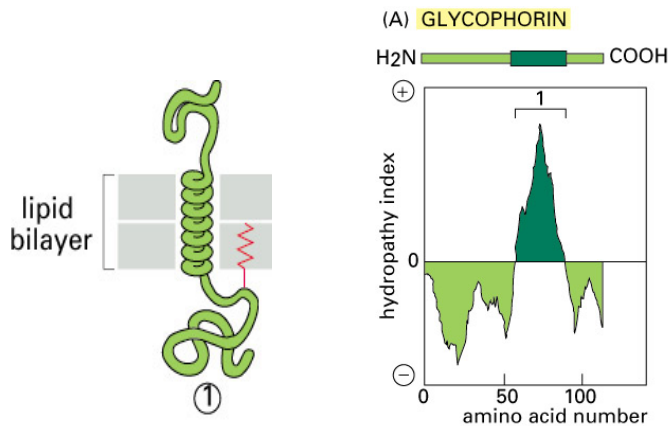 lipid
bilayer
1
(A) GLYCOPHORIN
H2N COOH
+
1
hydropathy index
0
−
0 50 100
amino acid number